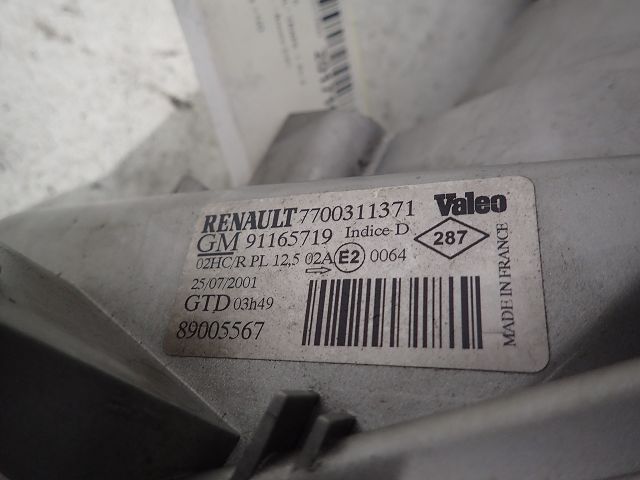 RENAULT 7700311371 Valeo
GM 91165719 Indice D 287
02HC/R PL 12,5 02A E2 0064
25/07/2001
GTD 03h49
89005567
MADE IN FRANCE